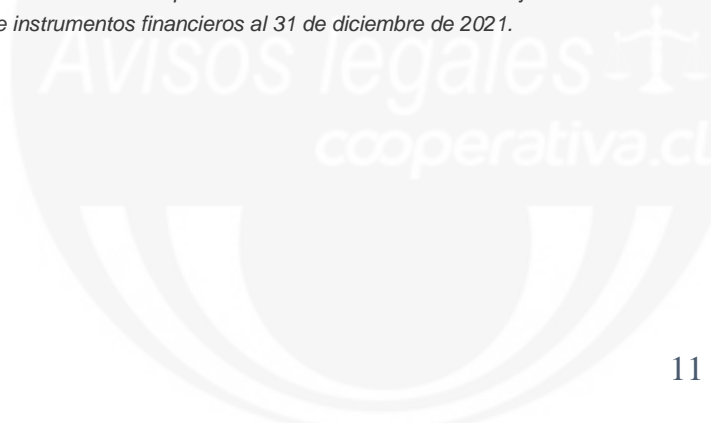 e instrumentos financieros al 31 de diciembre de 2021.
Avisos legales
cooperativa.cl
11